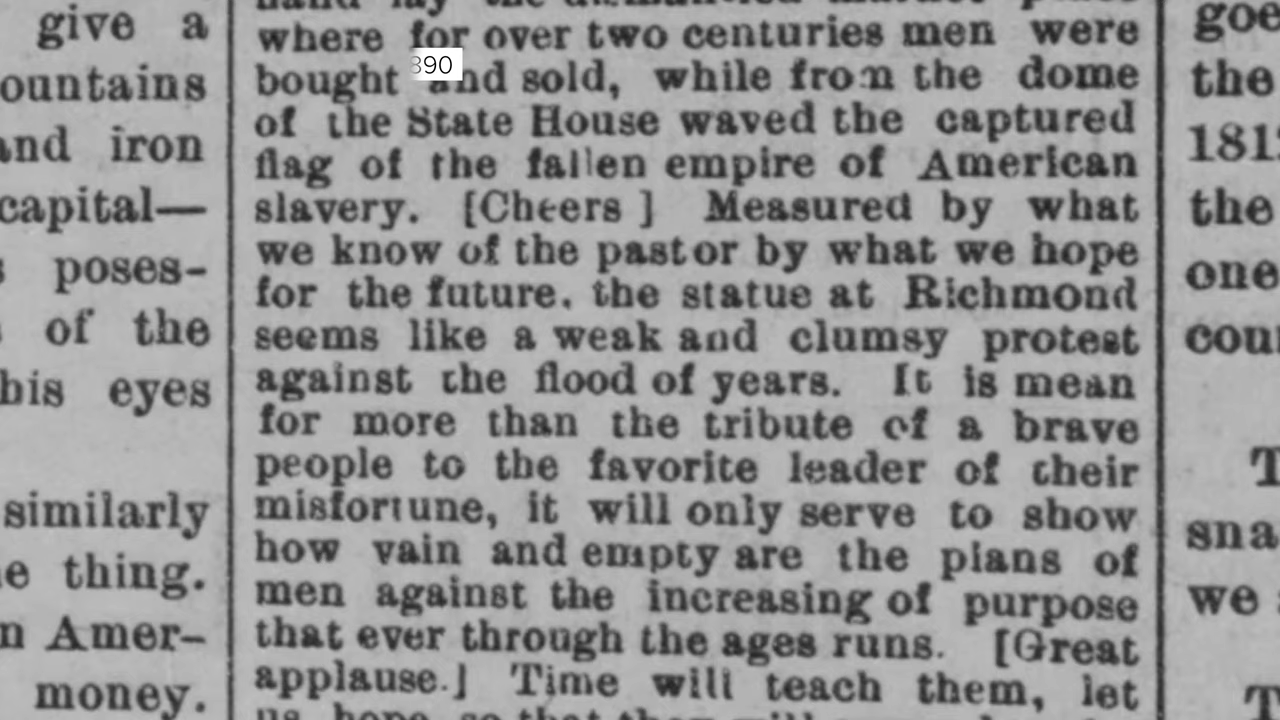 give a
ountains
and iron
capital—
poses-
of the
his eyes
similarly
thing.
Amer-
money.
where for over two centuries men were
bought and sold, while from the dome
of the State House waved the captured
flag of the fallen empire of American
slavery. [Cheers ] Measured by what
we know of the past or by what we hope
for the future. the statue at Richmond
seems like a weak and clumsy protest
against the flood of years. It is mean
for more than the tribute of a brave
people to the favorite leader of their
misfortune, it will only serve to show
how vain and empty are the plans of
men against the increasing of purpose
that ever through the ages runs. [Great
applause.] Time will teach them, let
890
goe
the
181
the
one
cou
T
sna
we
T